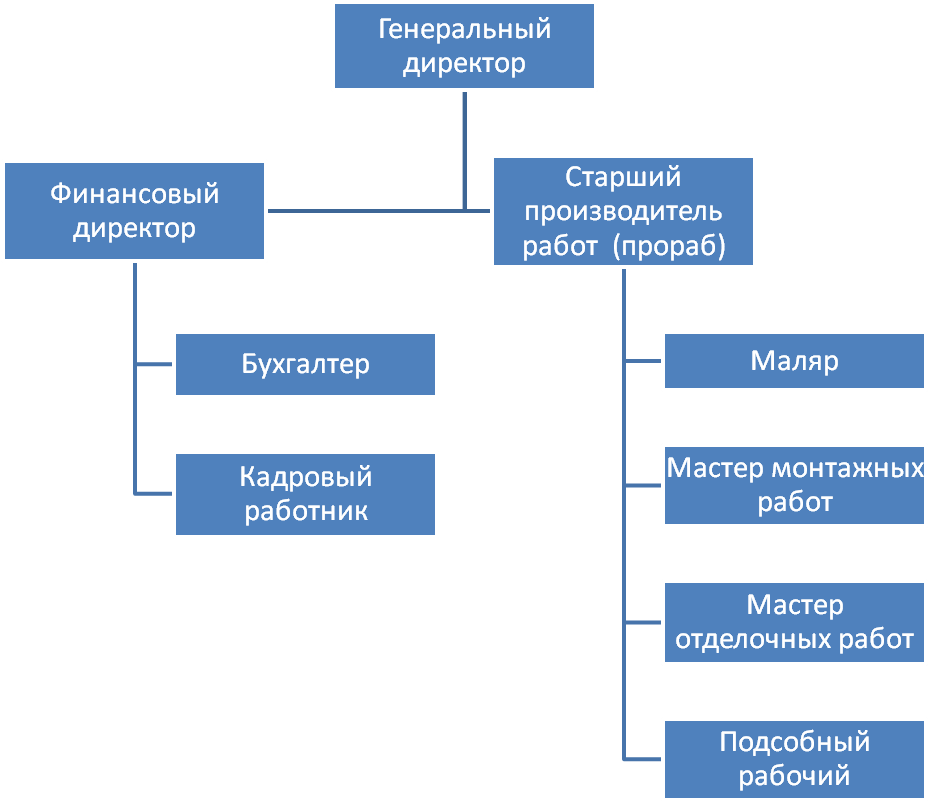 Генеральный
директор
Финансовый
директор
Старший
производитель
работ (прораб)
Бухгалтер
Кадровый
работник
Маляр
Мастер монтажных
работ
Мастер
отделочных работ
Подсобный
рабочий